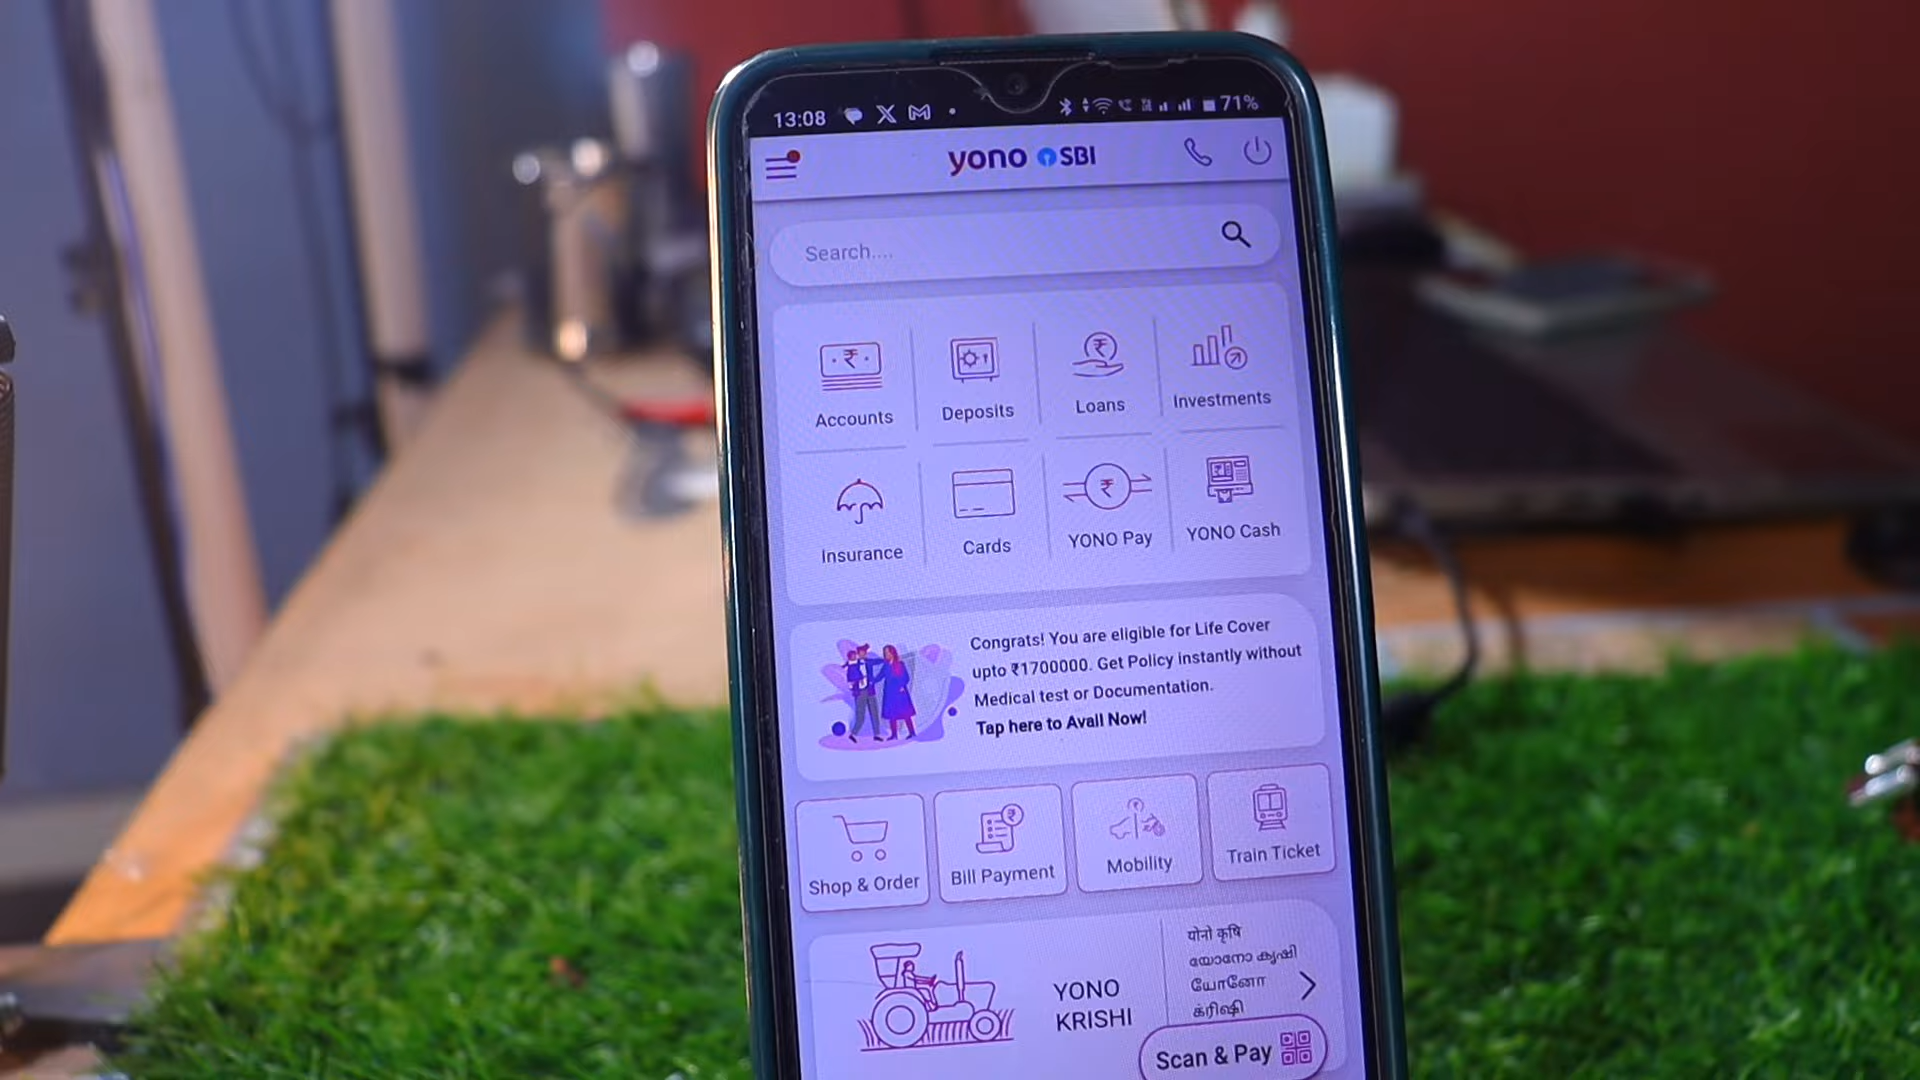 13:08 71%
yono SBI
Search....
Accounts Deposits Loans Investments
Insurance Cards YONO Pay YONO Cash
Congrats! You are eligible for Life Cover
upto ₹1700000. Get Policy instantly without
Medical test or Documentation.
Tap here to Avail Now!
Shop & Order Bill Payment Mobility Train Ticket
YONO
KRISHI
योनो कृषि
യോനോ കൃഷി
யோனோ
க்ரிஷி
Scan & Pay